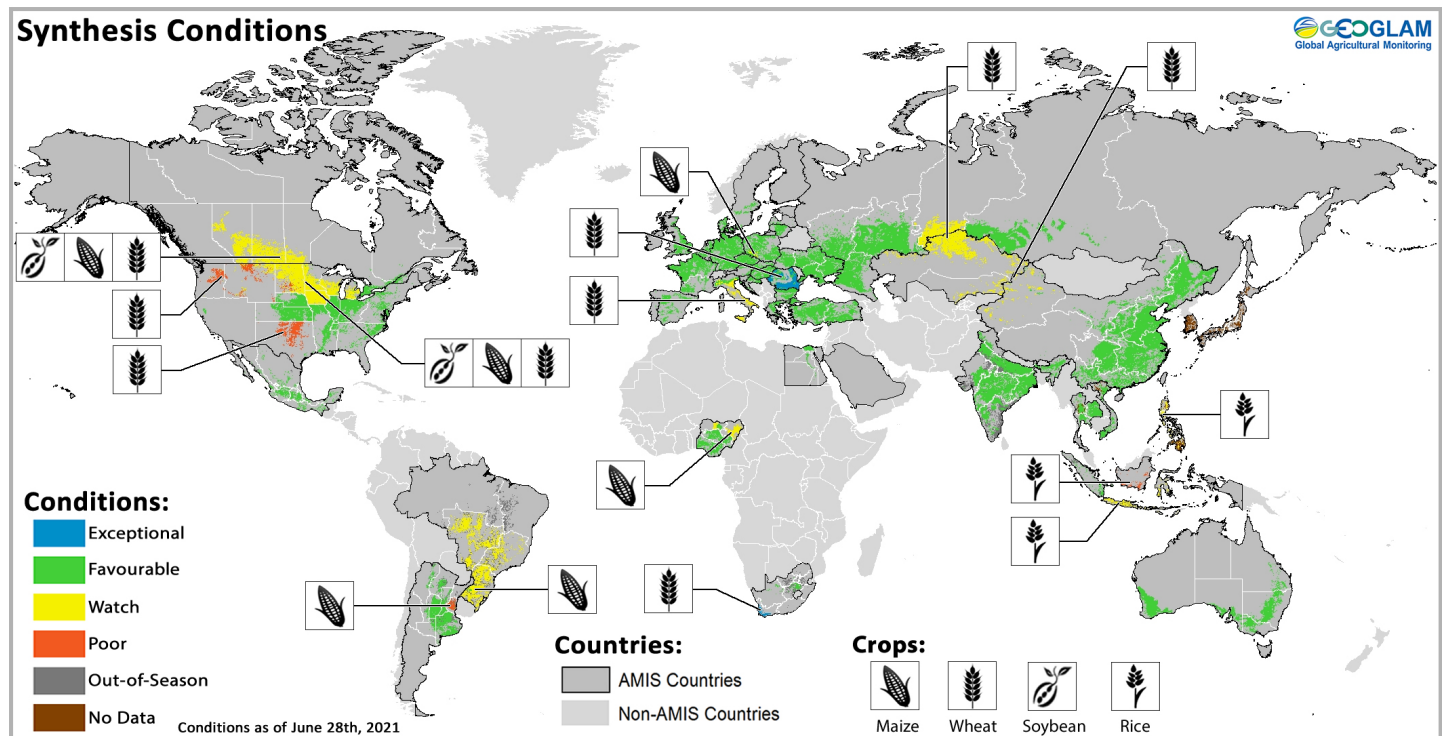 Synthesis Conditions
GEOGLAM
Global Agricultural Monitoring
Conditions:
Exceptional
Favourable
Watch
Poor
Out-of-Season
No Data
Conditions as of June 28th, 2021
Countries:
AMIS Countries
Non-AMIS Countries
Crops:
Maize
Wheat
Soybean
Rice